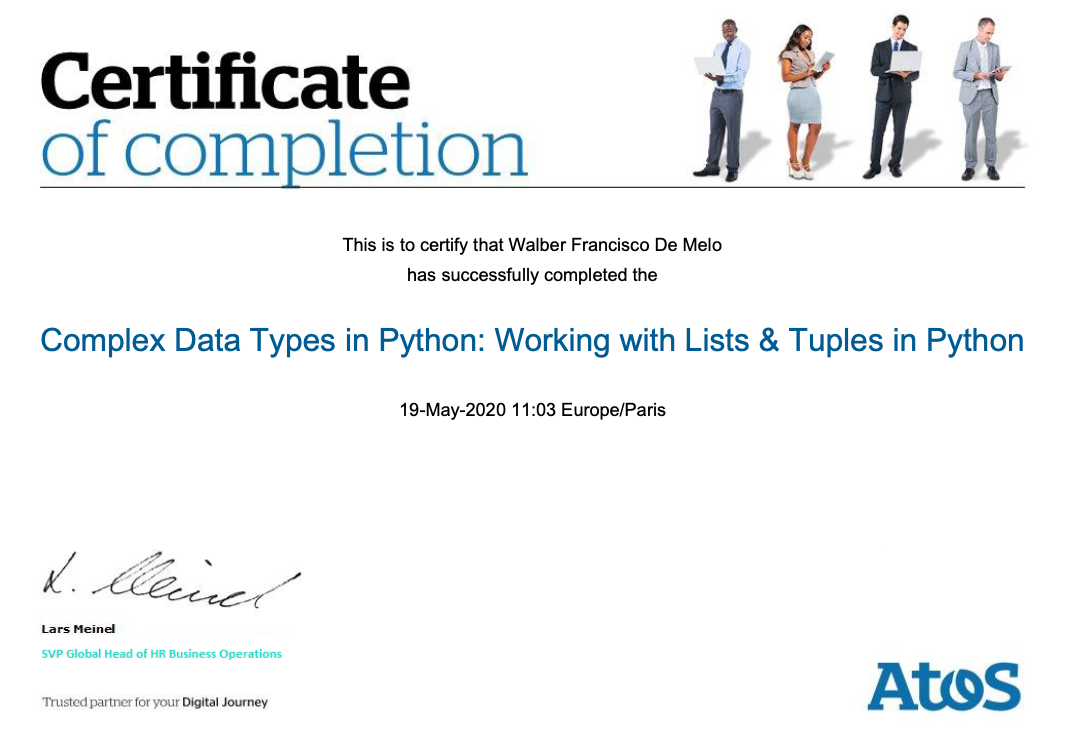 Certificate
of completion
This is to certify that Walber Francisco De Melo
has successfully completed the
Complex Data Types in Python: Working with Lists & Tuples in Python
19-May-2020 11:03 Europe/Paris
L. Meinel
Lars Meinel
SVP Global Head of HR Business Operations
Trusted partner for your Digital Journey
Atos